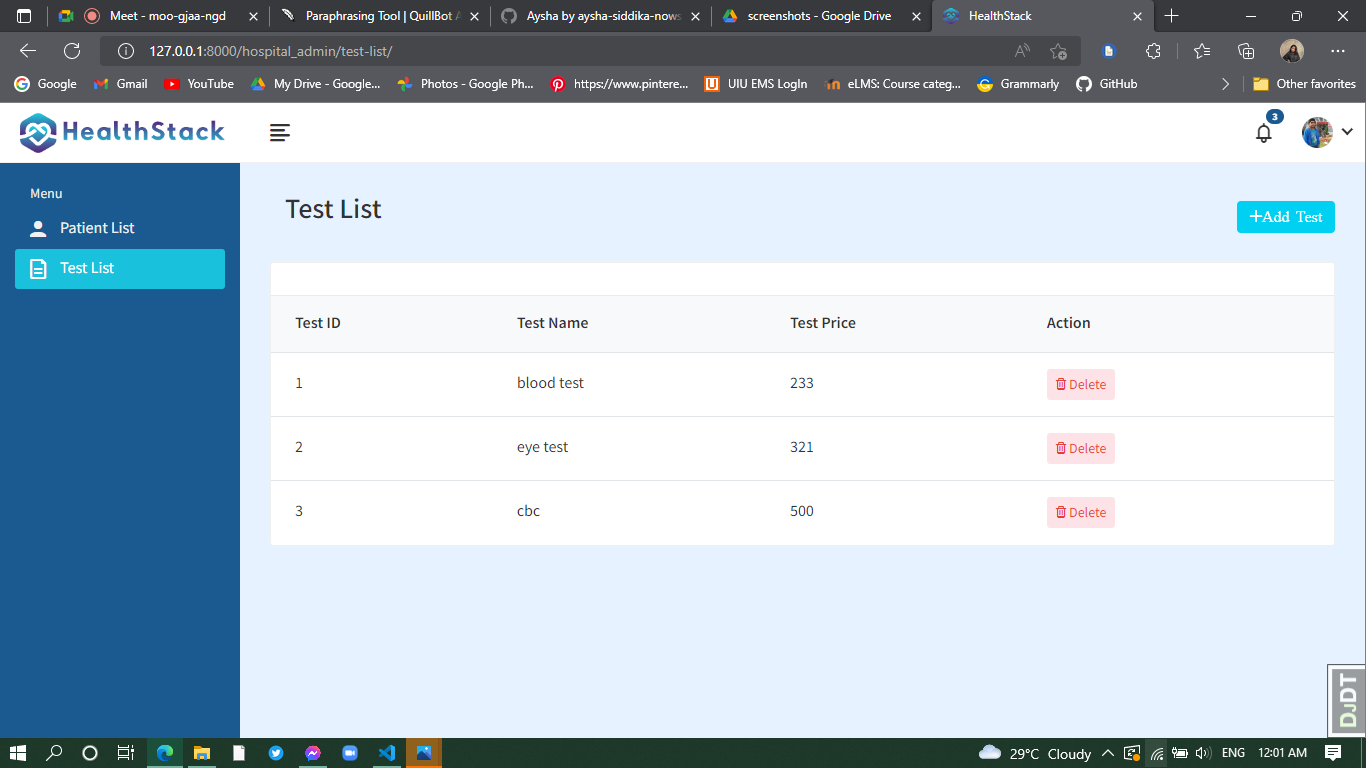 Meet - moo-gjaa-ngd
Paraphrasing Tool | QuillBot A
Aysha by aysha-siddika-nows
screenshots - Google Drive
HealthStack
127.0.0.1:8000/hospital_admin/test-list/
Google
Gmail
YouTube
My Drive - Google...
Photos - Google Ph...
https://www.pintere...
UIU EMS LogIn
eLMS: Course categ...
Grammarly
GitHub
Other favorites
HealthStack
3
Menu
Patient List
Test List
Test List
+Add Test
Test ID Test Name Test Price Action
1 blood test 233 Delete
2 eye test 321 Delete
3 cbc 500 Delete
DJDT
29°C Cloudy
ENG
12:01 AM